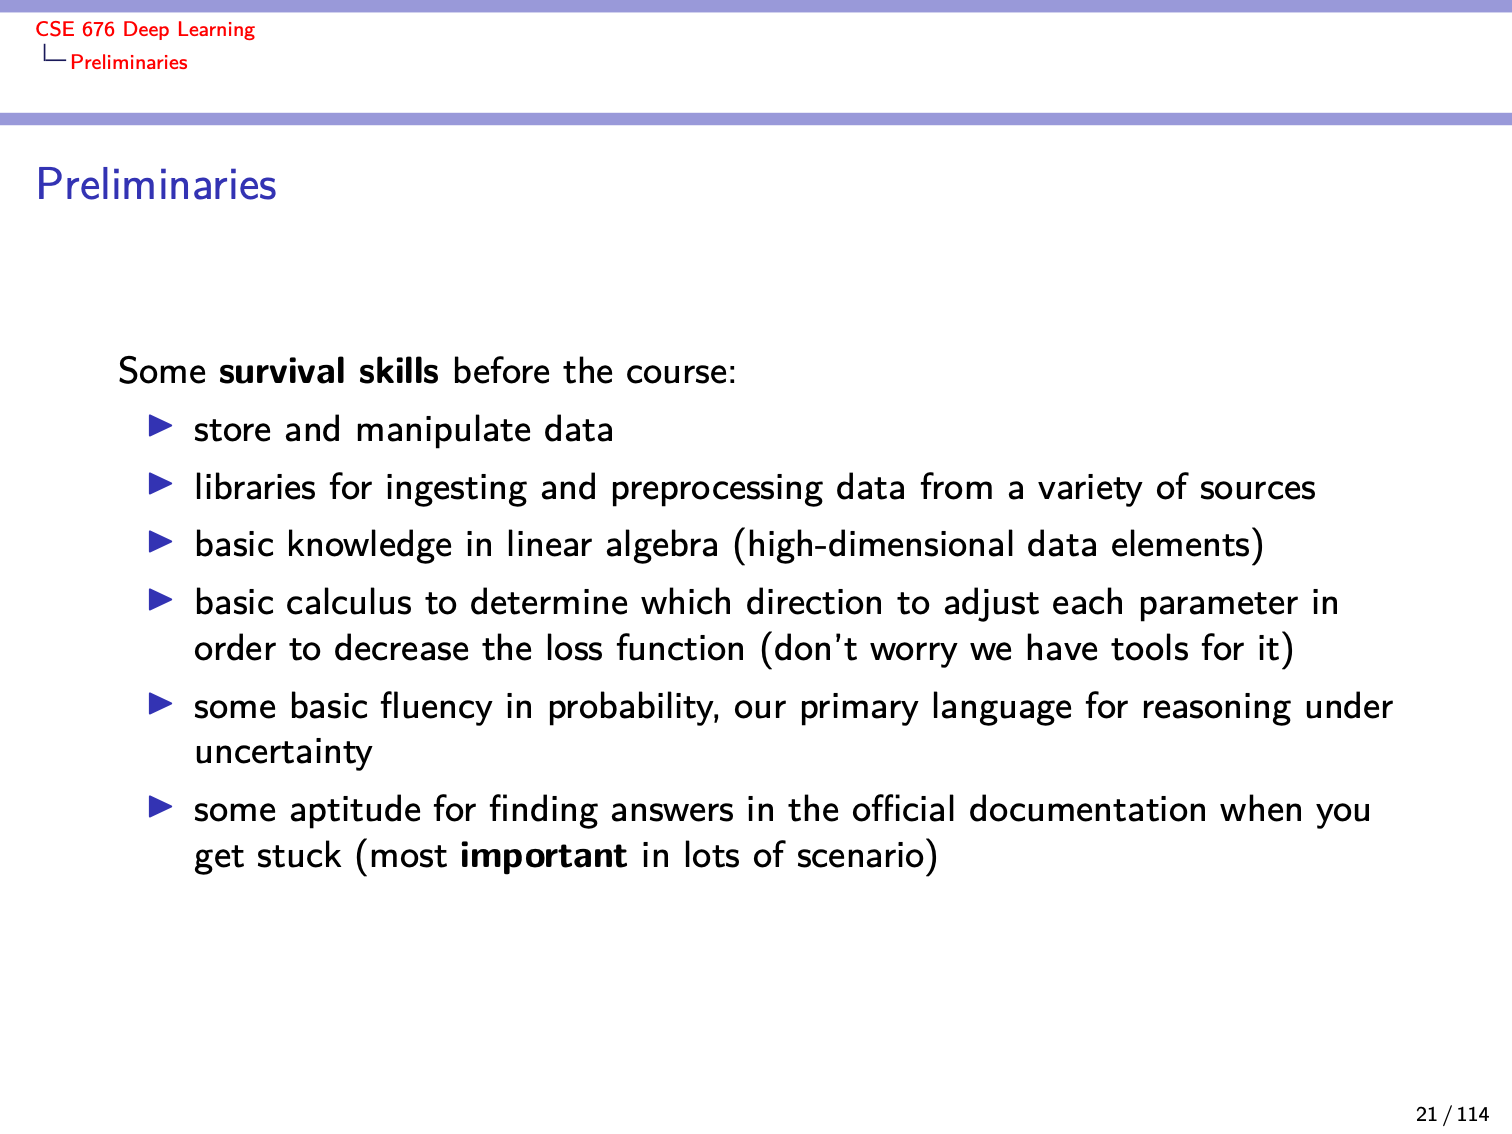 CSE 676 Deep Learning
Preliminaries
Preliminaries
Some survival skills before the course:
store and manipulate data
libraries for ingesting and preprocessing data from a variety of sources
basic knowledge in linear algebra (high-dimensional data elements)
basic calculus to determine which direction to adjust each parameter in
order to decrease the loss function (don't worry we have tools for it)
some basic fluency in probability, our primary language for reasoning under
uncertainty
some aptitude for finding answers in the official documentation when you
get stuck (most important in lots of scenario)
21 / 114